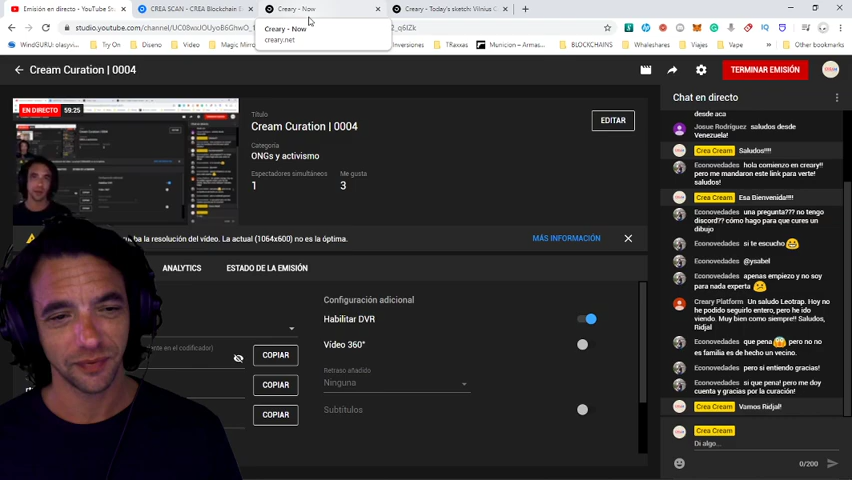 Emisión en directo - YouTube St
CREA SCAN - CREA Blockchain E
Creary - Now
Creary - Today's sketch: Vilnius C
studio.youtube.com/channel/
Creary - Now
creary.net
WindGURU: olasyvi...
Try On
Diseno
Video
Magic Mirro
TRaxxas
Munition – Armas...
BLOCKCHAINS
Whaleshares
Viajes
Viajar
Other bookmarks
Cream Curation | 0004
TERMINAR EMISIÓN
EN DIRECTO 59:25
Título
Cream Curation | 0004
EDITAR
Categoría
ONGs y activismo
Espectadores simultáneos
Me gusta
1
3
ba la resolución del vídeo. La actual (1064x600) no es la óptima.
MÁS INFORMACIÓN
ANALYTICS
ESTADO DE LA EMISIÓN
Configuración adicional
Habilitar DVR
ente en el codificador)
COPIAR
Vídeo 360°
COPIAR
Retraso añadido
Ninguna
COPIAR
Subtítulos
Chat en directo
desde aca
Josue Rodriguez saludos desde
Venezuela!
Crea Cream Saludos!!!!
Econovedades hola comienzo en creary!!
pero me mandaron este link para verte!
saludos!
Crea Cream Esa Bienvenida!!!!
Econovedades una pregunta??? no tengo
discord?? cómo hago para que cures un
dibujo
Econovedades si te escucho
Econovedades @ysabel
Econovedades apenas empiezo y no soy
para nada experta
Creary Platform Un saludo Leotrap. Hoy no
he podido seguirlo entero, pero he ido
viendo. Muy bien como siempre!! Saludos,
Ridjal
Econovedades que pena pero no no
es familia es de hecho un vecino.
Econovedades pero si entiendo gracias!
Econovedades si que pena! pero me doy
cuenta y gracias por la curación!
Crea Cream Vamos Ridjal!
Crea Cream
Di algo...
0/200